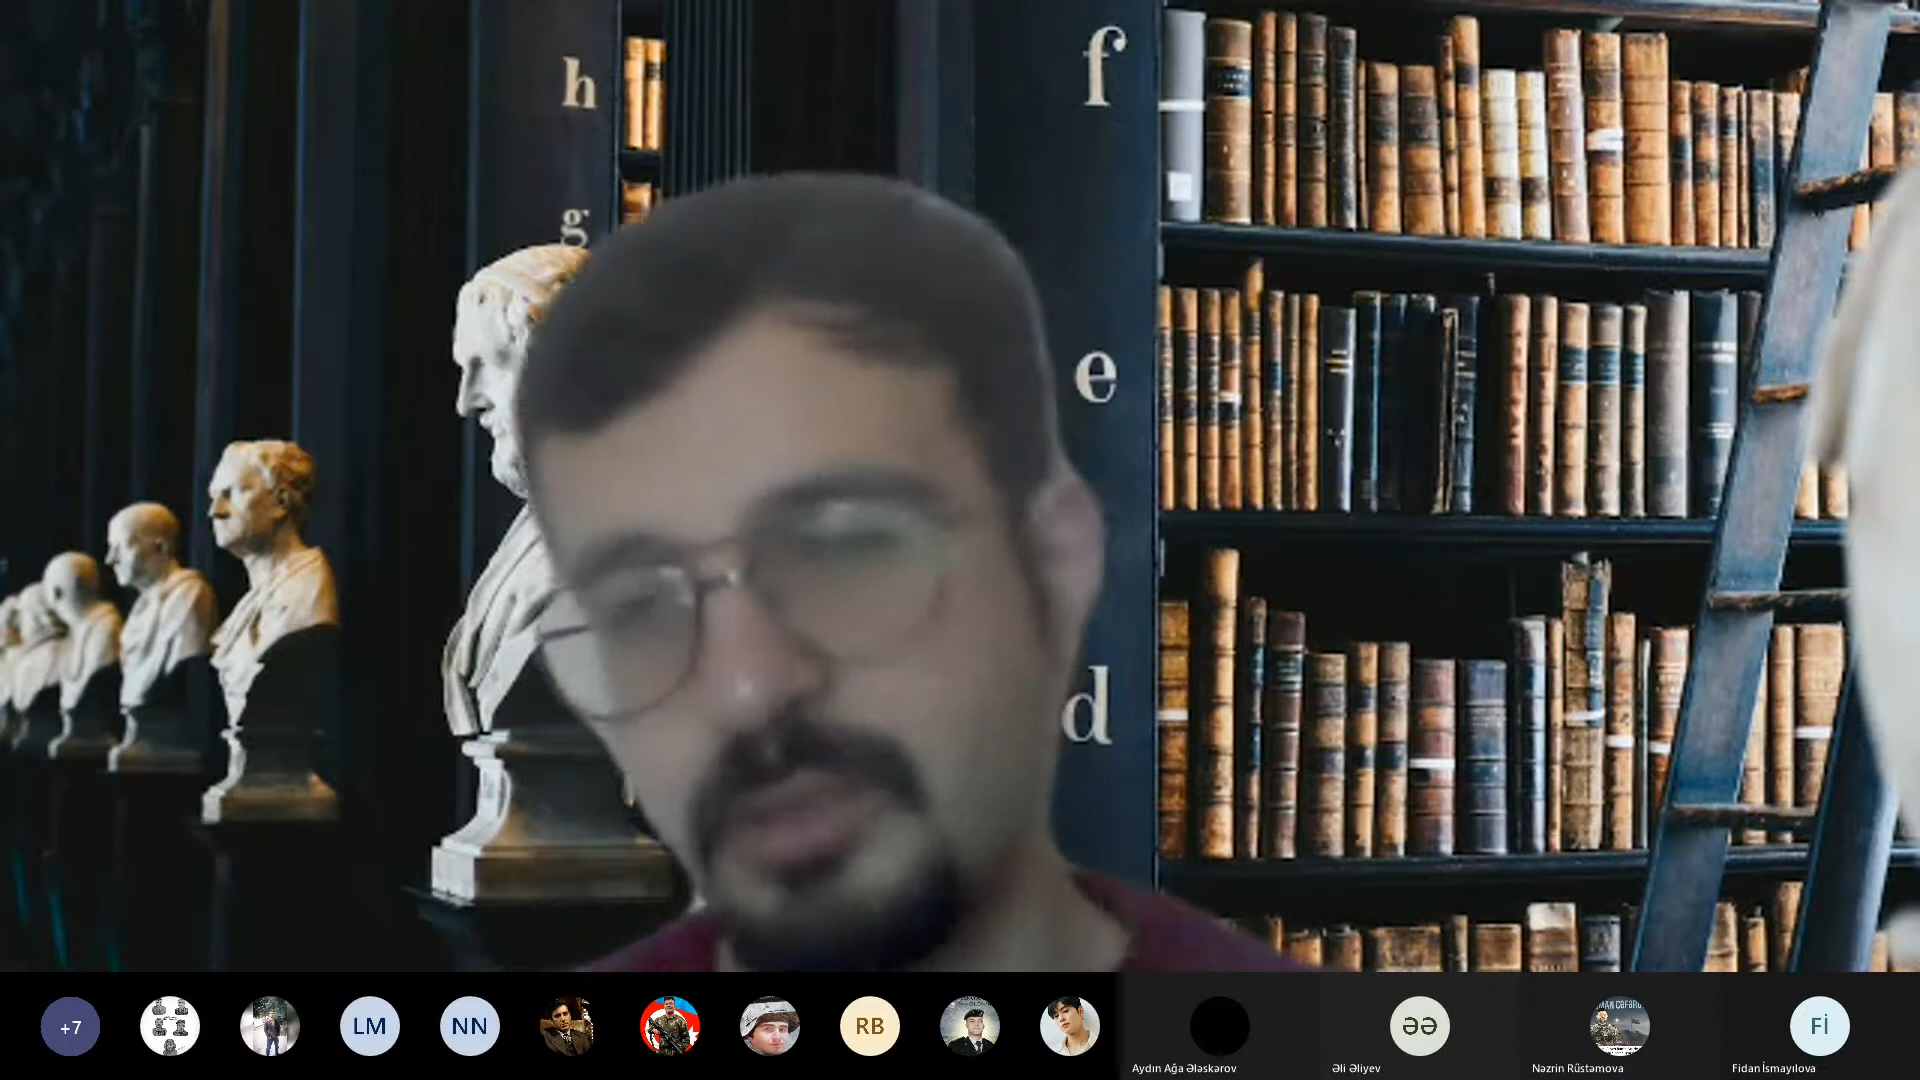 h
f
g
e
d
+7
LM
NN
RB
ƏƏ
Fİ
Aydın Ağa Ələskərov
Əli Əliyev
Nəzrin Rüstəmova
Fidan İsmayılova